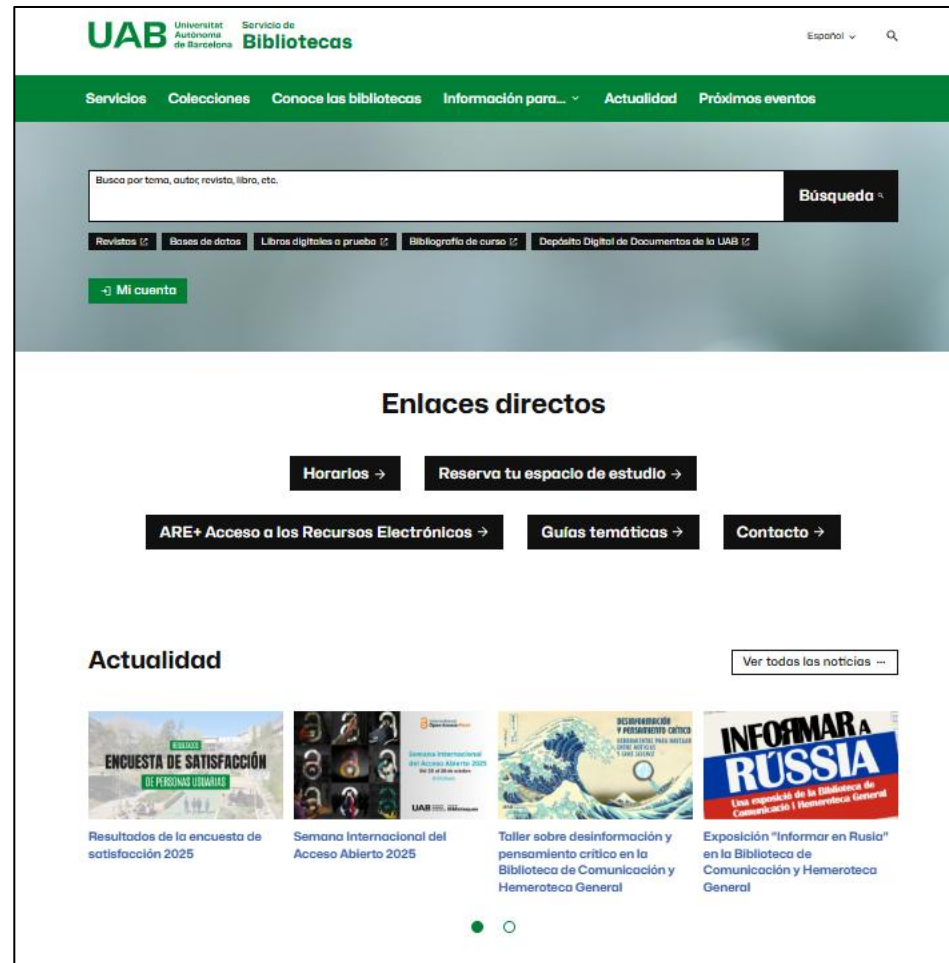 UAB Universitat Autònoma de Barcelona
Servicio de Bibliotecas
Español
Servicios Colecciones Conoce las bibliotecas Información para... Actualidad Próximos eventos
Busca por tema, autor, revista, libro, etc.
Búsqueda
Revistas Bases de datos Libros digitales a prueba Bibliografía de curso Depósito Digital de Documentos de la UAB
Mi cuenta
Enlaces directos
Horarios → Reserva tu espacio de estudio →
ARE+ Acceso a los Recursos Electrónicos → Guías temáticas → Contacto →
Actualidad
Ver todas las noticias ...
RESULTADOS
ENCUESTA DE SATISFACCIÓN
DE PERSONAS USUARIAS
International
Open Access Week
Semana Internacional
del Acceso Abierto 2025
UAB
DESINFORMACIÓN
Y PENSAMIENTO CRÍTICO
INFORMAR A
RÚSSIA
Una exposició de la Biblioteca de
Comunicació i Hemeroteca General
Resultados de la encuesta de
satisfacción 2025
Semana Internacional del
Acceso Abierto 2025
Taller sobre desinformación y
pensamiento crítico en la
Biblioteca de Comunicación y
Hemeroteca General
Exposición "Informar en Rusia"
en la Biblioteca de
Comunicación y Hemeroteca
General